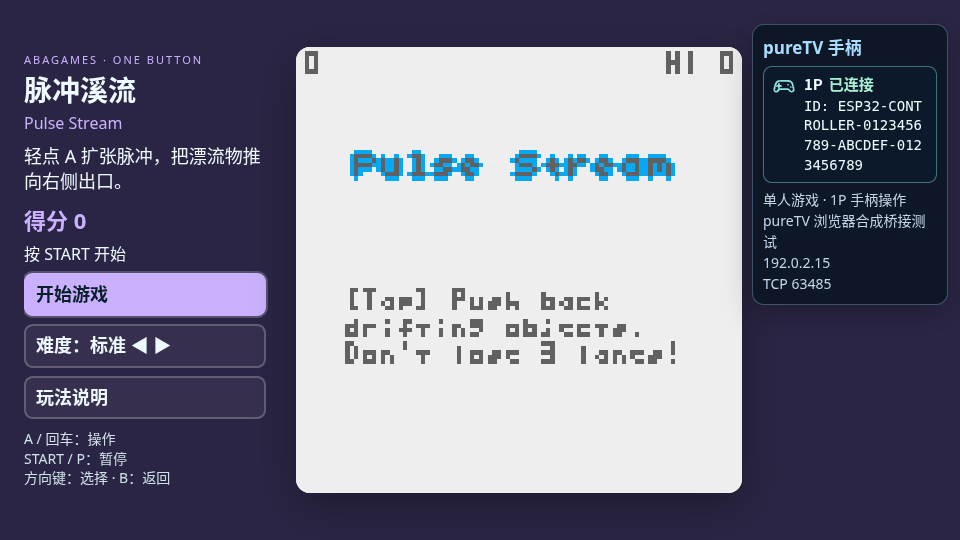 ABAGAMES · ONE BUTTON
脉冲溪流
Pulse Stream
轻点 A 扩张脉冲，把漂流物推
向右侧出口。
得分 0
按 START 开始
开始游戏
难度：标准 ◀ ▶
玩法说明
A / 回车：操作
START / P：暂停
方向键：选择 · B：返回
0
HI 0
Pulse Stream
[Tap] Push back
drifting objects.
Don't lose 3 lanes!
pureTV 手柄
1P 已连接
ID: ESP32-CONT
ROLLER-0123456
789-ABCDEF-012
3456789
单人游戏 · 1P 手柄操作
pureTV 浏览器合成桥接测
试
192.0.2.15
TCP 63485